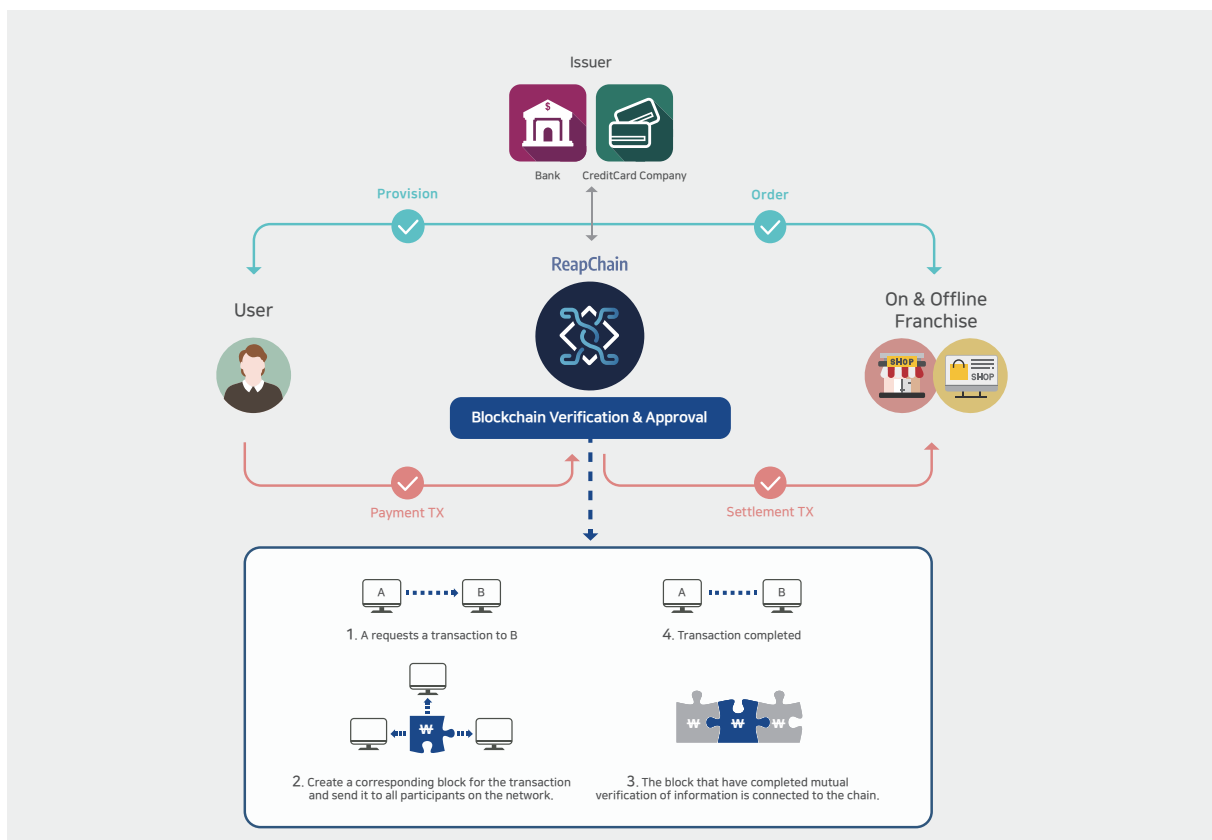 Issuer
$
Bank
CreditCard Company
Provision
Order
ReapChain
User
On & Offline
Franchise
SHOP
SHOP
Blockchain Verification & Approval
Payment TX
Settlement TX
A
B
1. A requests a transaction to B
A
B
4. Transaction completed
₩
2. Create a corresponding block for the transaction
and send it to all participants on the network.
₩
₩
₩
3. The block that have completed mutual
verification of information is connected to the chain.